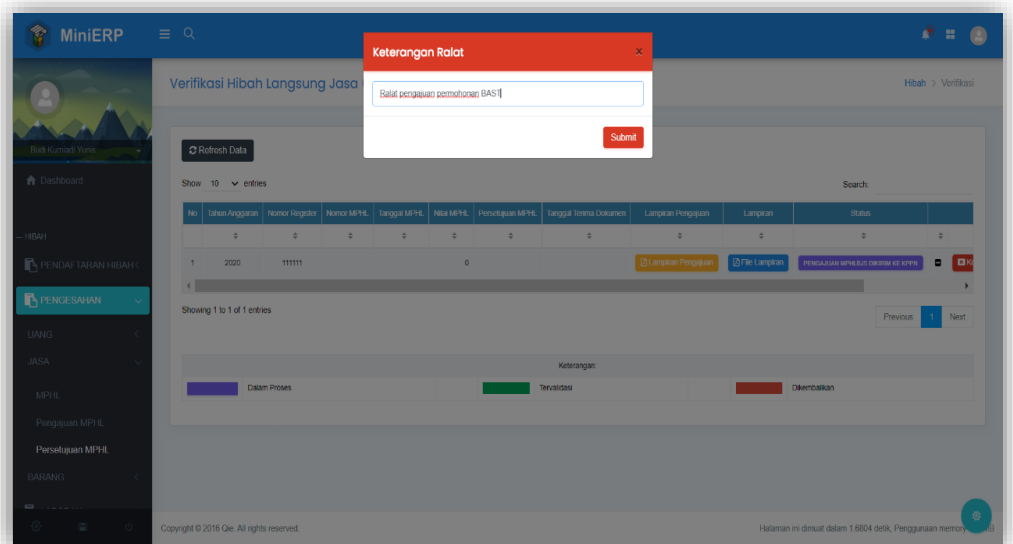 MiniERP
Keterangan Ralat
×
Ralat pengajuan permohonan BAST
Submit
Verifikasi Hibah Langsung Jasa
Hibah > Verifikasi
Budi Kurniadi Yunis
Dashboard
HIBAH
PENDAFTARAN HIBAH
PENGESAHAN
UANG
JASA
MPHL
Pengajuan MPHL
Persetujuan MPHL
BARANG
Refresh Data
Show 10 entries
Search:
No Tahun Anggaran Nomor Register Nomor MPHL Tanggal MPHL Nilai MPHL Persetujuan MPHL Tanggal Terima Dokumen Lampiran Pengajuan Lampiran Status
1 2020 111111 0 Lampiran Pengajuan File Lampiran PENGAJUAN MPHLBJS DIKIRIM KE KPPN
Showing 1 to 1 of 1 entries
Previous 1 Next
Keterangan:
Dalam Proses Tervalidasi Dikembalikan
Copyright © 2016 Qie. All rights reserved.
Halaman ini dimuat dalam 1.6804 detik, Penggunaan memory